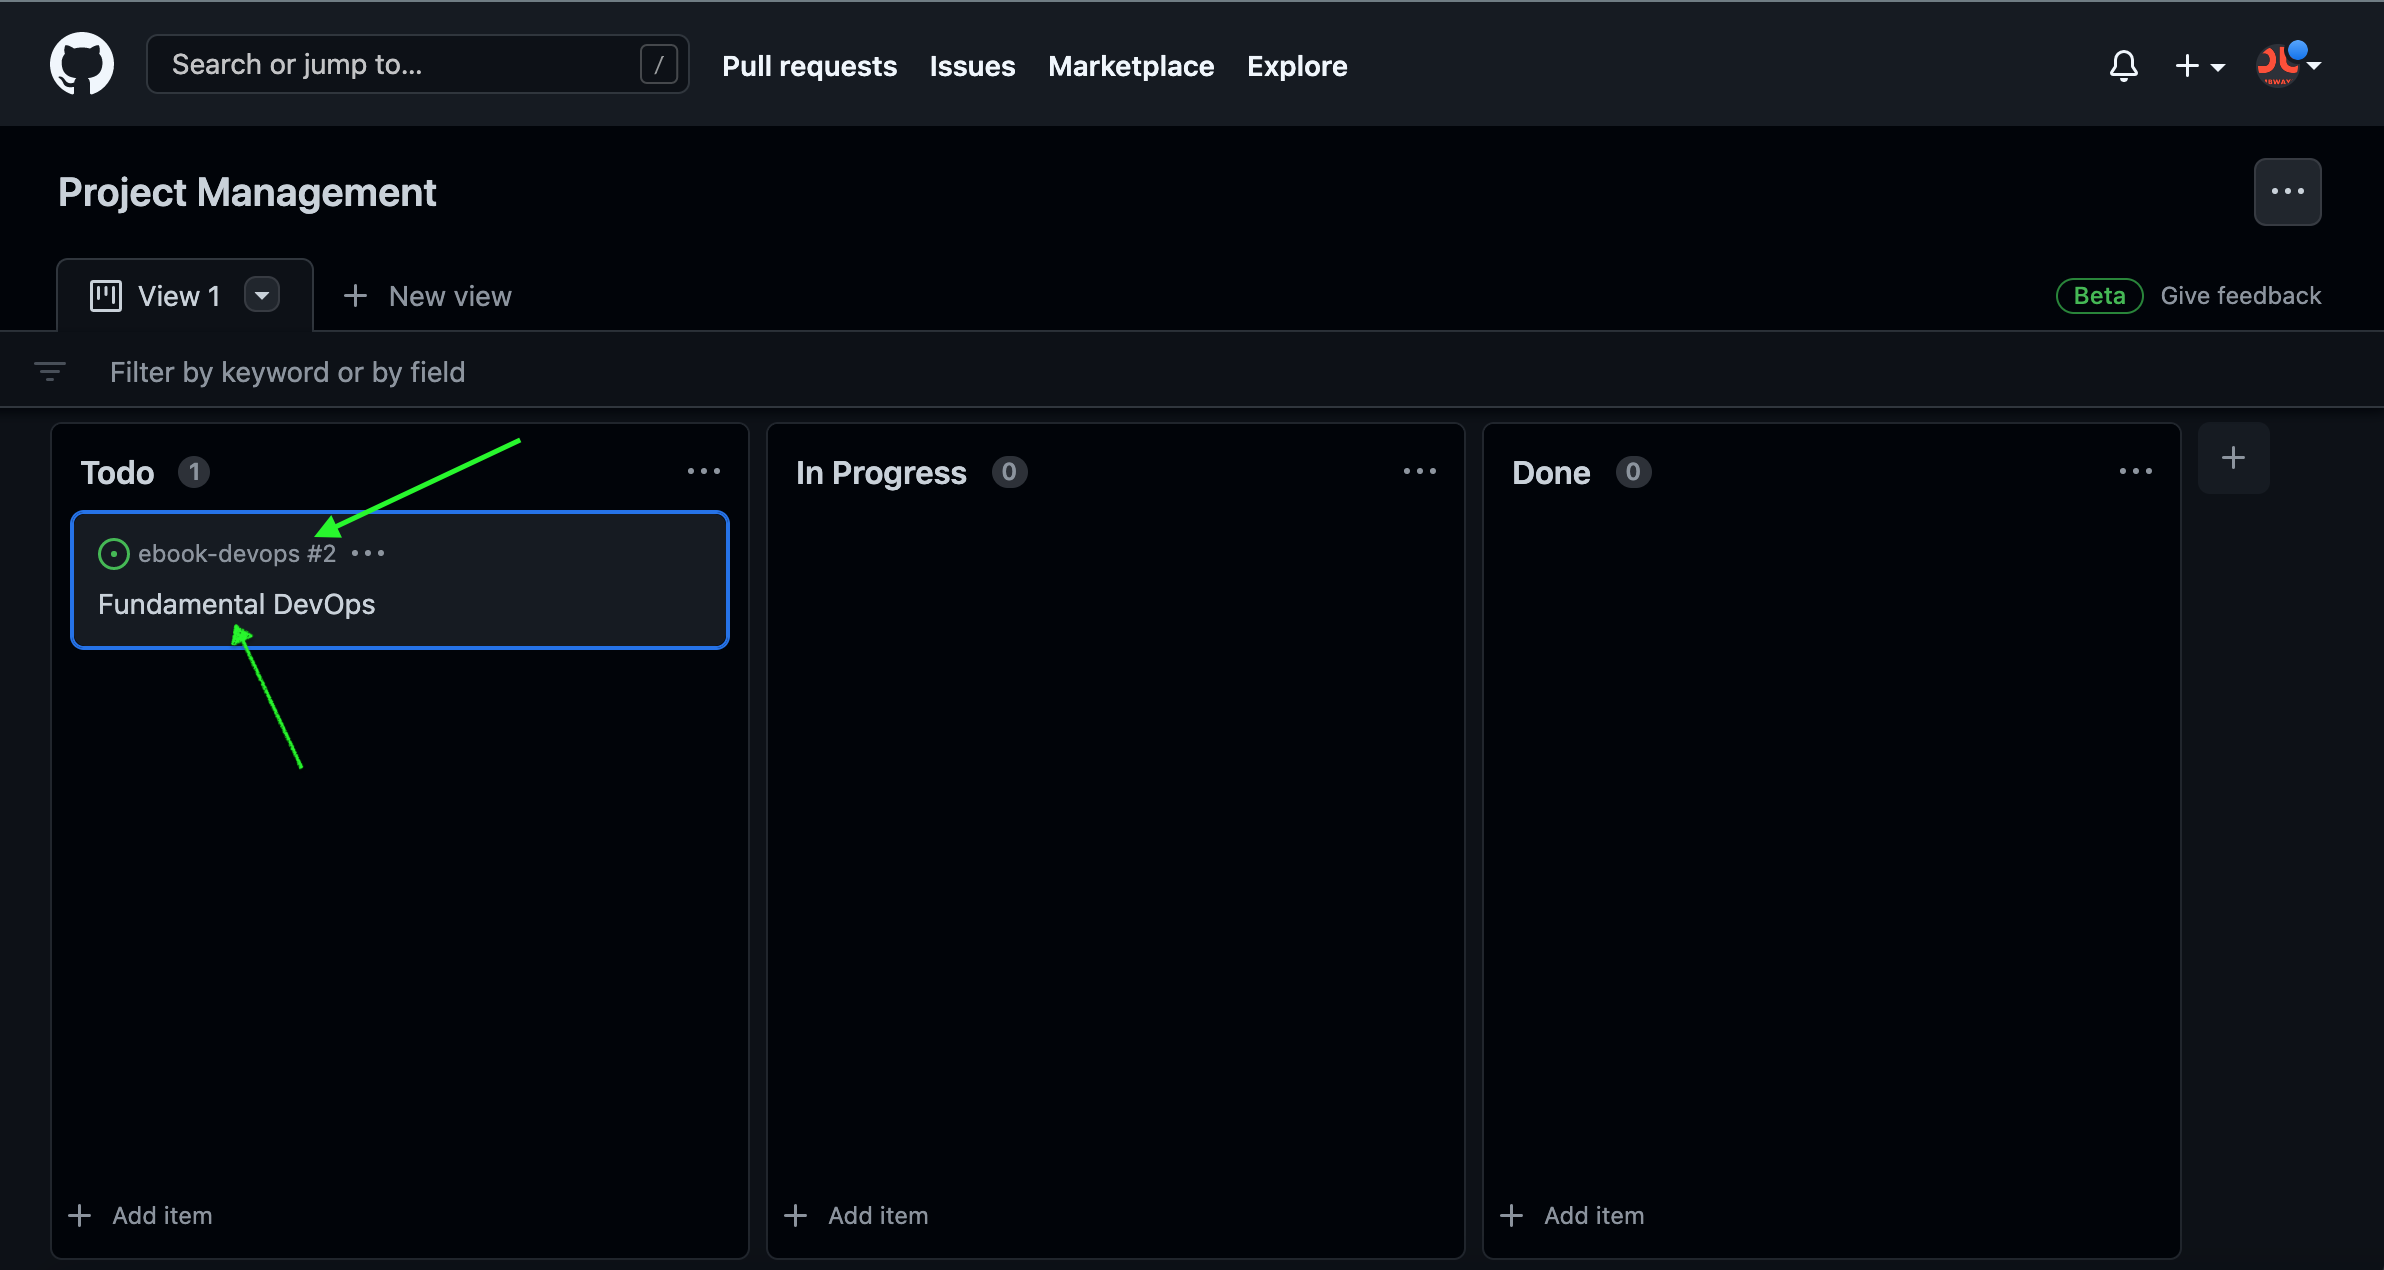 Search or jump to... /
Pull requests Issues Marketplace Explore
Project Management
View 1
New view
Beta Give feedback
Filter by keyword or by field
Todo 1
ebook-devops #2
Fundamental DevOps
Add item
In Progress 0
Add item
Done 0
Add item